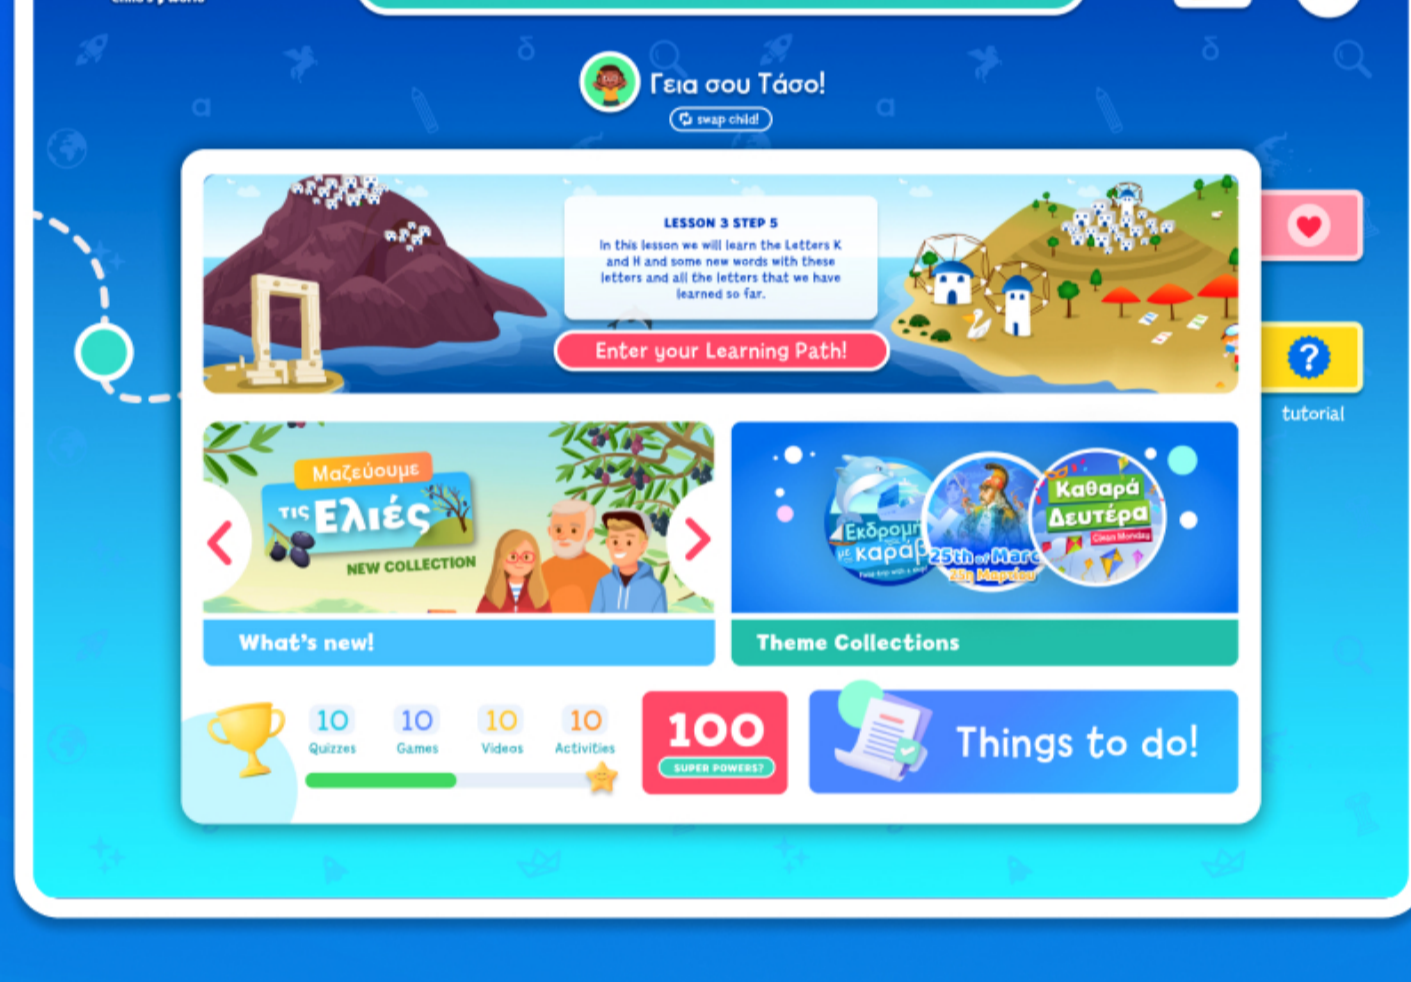 Γεια σου Τάσο!
swap child!
LESSON 3 STEP 5
In this lesson we will learn the Letters K
and H and some new words with these
letters and all the letters that we have
learned so far.
Enter your Learning Path!
Μαζεύουμε
τις Ελιές
NEW COLLECTION
What's new!
Εκδρομή
με καράβ
25th of Marc
25η Μαρτίου
Καθαρά
Δευτέρα
Clean Monday
Theme Collections
tutorial
10 10 10 10
Quizzes Games Videos Activities
100
SUPER POWERS?
Things to do!